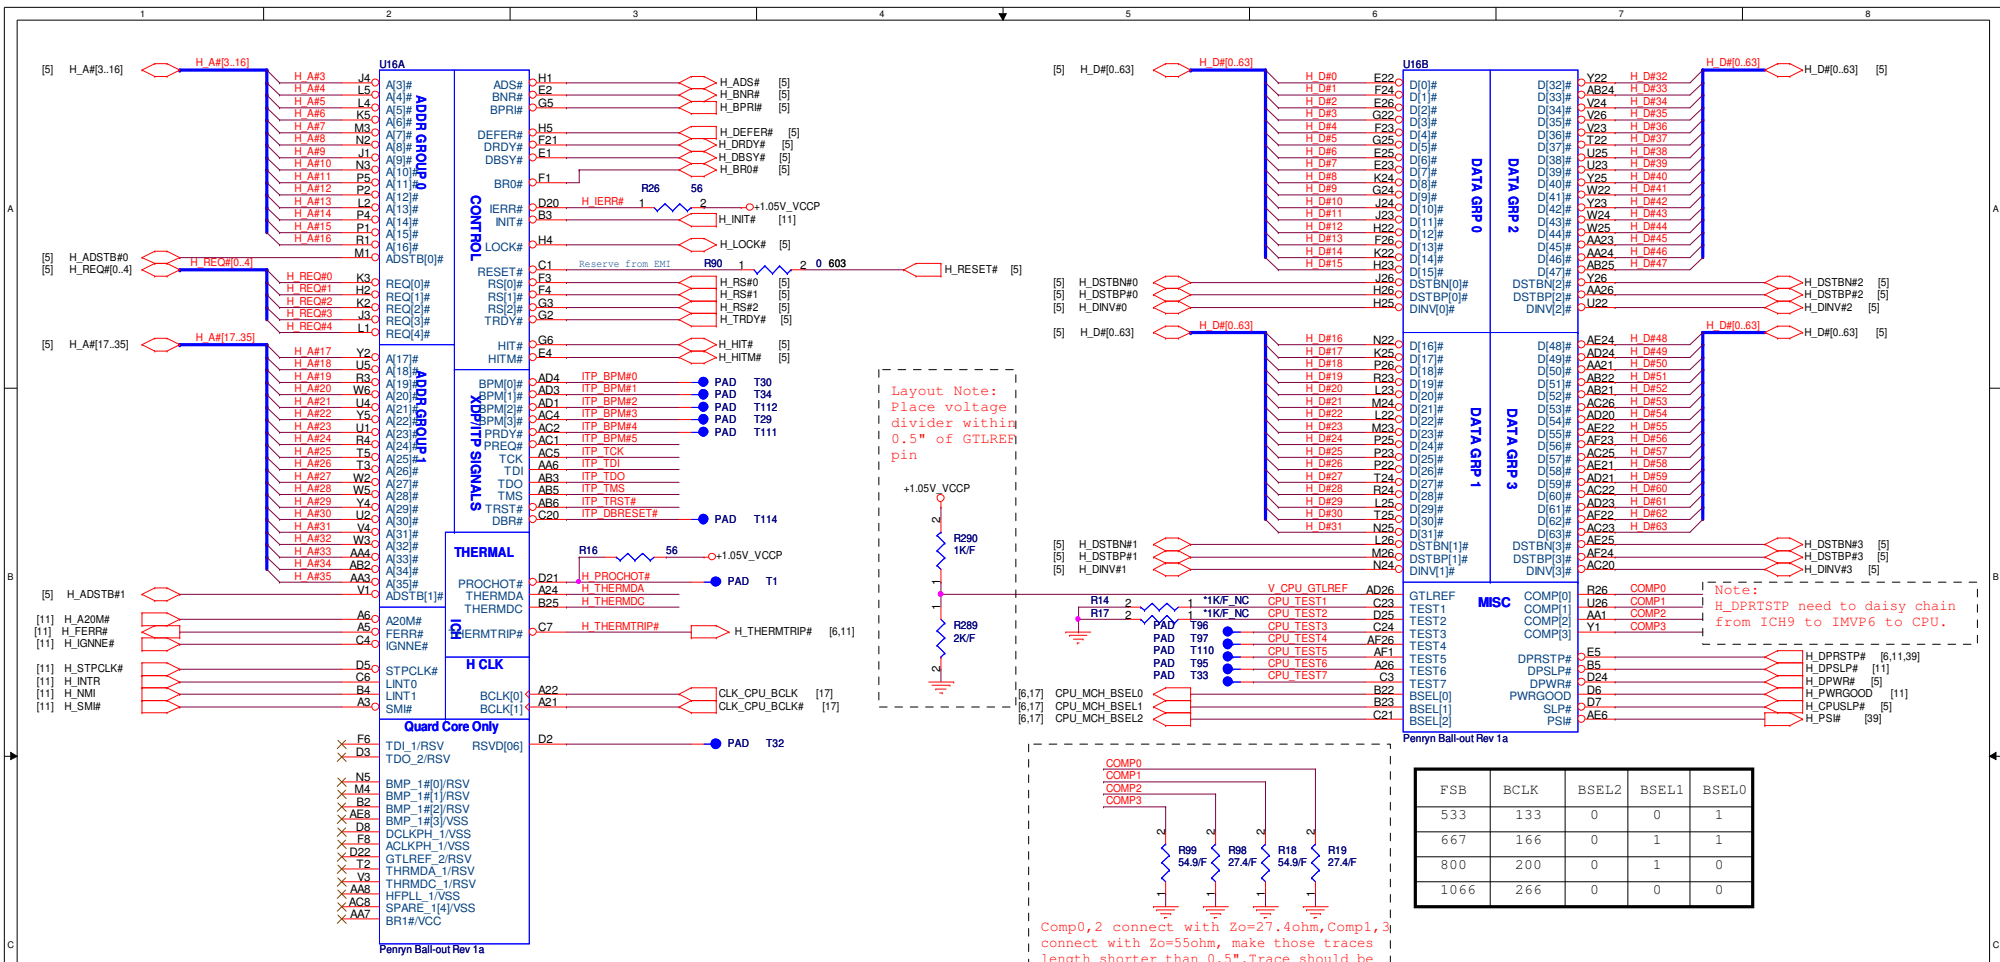 1 2 3 4 5 6 7 8
A
B
C
A
B
C
U16A
[5] H_A#[3..16] H_A#[3..16]
H_A#3 J4 A[3]#
H_A#4 L5 A[4]#
H_A#5 L4 A[5]#
H_A#6 K5 A[6]#
H_A#7 M3 A[7]#
H_A#8 N2 A[8]#
H_A#9 J1 A[9]#
H_A#10 N3 A[10]#
H_A#11 P5 A[11]#
H_A#12 P2 A[12]#
H_A#13 L2 A[13]#
H_A#14 P4 A[14]#
H_A#15 P1 A[15]#
H_A#16 R1 A[16]#
[5] H_ADSTB#0 M1 ADSTB[0]#
[5] H_REQ#[0..4] H_REQ#[0..4]
H_REQ#0 K3 REQ[0]#
H_REQ#1 H2 REQ[1]#
H_REQ#2 K2 REQ[2]#
H_REQ#3 J3 REQ[3]#
H_REQ#4 L1 REQ[4]#
ADDR GROUP 0
[5] H_A#[17..35] H_A#[17..35]
H_A#17 Y2 A[17]#
H_A#18 U5 A[18]#
H_A#19 R3 A[19]#
H_A#20 W6 A[20]#
H_A#21 U4 A[21]#
H_A#22 Y5 A[22]#
H_A#23 U1 A[23]#
H_A#24 R4 A[24]#
H_A#25 T5 A[25]#
H_A#26 T3 A[26]#
H_A#27 W2 A[27]#
H_A#28 W5 A[28]#
H_A#29 Y4 A[29]#
H_A#30 U2 A[30]#
H_A#31 V4 A[31]#
H_A#32 W3 A[32]#
H_A#33 AA4 A[33]#
H_A#34 AB2 A[34]#
H_A#35 AA3 A[35]#
[5] H_ADSTB#1 V1 ADSTB[1]#
ADDR GROUP 1
[11] H_A20M# A6 A20M#
[11] H_FERR# A5 FERR#
[11] H_IGNNE# C4 IGNNE#
ICH
[11] H_STPCLK# D5 STPCLK#
[11] H_INTR C6 LINT0
[11] H_NMI B4 LINT1
[11] H_SMI# A3 SMI#
Quard Core Only
F6 TDI_1/RSV
D3 TDO_2/RSV
N5 BMP_1#[0]/RSV
M4 BMP_1#[1]/RSV
B2 BMP_1#[2]/RSV
AE8 BMP_1#[3]/VSS
D8 DCLKPH_1/VSS
F8 ACLKPH_1/VSS
D22 GTLREF_2/RSV
T2 THRMDA_1/RSV
V3 THRMDC_1/RSV
AA8 HFPLL_1/VSS
AC8 SPARE_1[4]/VSS
AA7 BR1#/VCC
Penryn Ball-out Rev 1a
CONTROL
ADS# H1 H_ADS# [5]
BNR# E2 H_BNR# [5]
BPRI# G5 H_BPRI# [5]
DEFER# H5 H_DEFER# [5]
DRDY# F21 H_DRDY# [5]
DBSY# E1 H_DBSY# [5]
BR0# F1 H_BR0# [5]
IERR# D20 H_IERR# R26 1 56 2 +1.05V_VCCP
INIT# B3 H_INIT# [11]
LOCK# H4 H_LOCK# [5]
RESET# C1 Reserve from EMI R90 1 2 0 603 H_RESET# [5]
RS[0]# F3 H_RS#0 [5]
RS[1]# F4 H_RS#1 [5]
RS[2]# G3 H_RS#2 [5]
TRDY# G2 H_TRDY# [5]
HIT# G6 H_HIT# [5]
HITM# E4 H_HITM# [5]
XDP/ITP SIGNALS
BPM[0]# AD4 ITP_BPM#0 PAD T30
BPM[1]# AD3 ITP_BPM#1 PAD T34
BPM[2]# AD1 ITP_BPM#2 PAD T112
BPM[3]# AC4 ITP_BPM#3 PAD T29
PRDY# AC2 ITP_BPM#4 PAD T111
PREQ# AC1 ITP_BPM#5
TCK AC5 ITP_TCK
TDI AA6 ITP_TDI
TDO AB3 ITP_TDO
TMS AB5 ITP_TMS
TRST# AB6 ITP_TRST#
DBR# C20 ITP_DBRESET# PAD T114
THERMAL
R16 56 +1.05V_VCCP
PROCHOT# D21 H_PROCHOT# PAD T1
THERMDA A24 H_THERMDA
THERMDC B25 H_THERMDC
THERMTRIP# C7 H_THERMTRIP# H_THERMTRIP# [6,11]
H CLK
BCLK[0] A22 CLK_CPU_BCLK [17]
BCLK[1] A21 CLK_CPU_BCLK# [17]
RSVD[06] D2 PAD T32
Layout Note:
Place voltage
divider within
0.5" of GTLREF
pin
+1.05V_VCCP
2
R290
1K/F
1
1
R289
2K/F
2
U16B
[5] H_D#[0..63] H_D#[0..63]
H_D#0 E22 D[0]#
H_D#1 F24 D[1]#
H_D#2 E26 D[2]#
H_D#3 G22 D[3]#
H_D#4 F23 D[4]#
H_D#5 G25 D[5]#
H_D#6 E25 D[6]#
H_D#7 E23 D[7]#
H_D#8 K24 D[8]#
H_D#9 G24 D[9]#
H_D#10 J24 D[10]#
H_D#11 J23 D[11]#
H_D#12 H22 D[12]#
H_D#13 F26 D[13]#
H_D#14 K22 D[14]#
H_D#15 H23 D[15]#
[5] H_DSTBN#0 J26 DSTBN[0]#
[5] H_DSTBP#0 H26 DSTBP[0]#
[5] H_DINV#0 H25 DINV[0]#
DATA GRP 0
[5] H_D#[0..63] H_D#[0..63]
H_D#16 N22 D[16]#
H_D#17 K25 D[17]#
H_D#18 P26 D[18]#
H_D#19 R23 D[19]#
H_D#20 L23 D[20]#
H_D#21 M24 D[21]#
H_D#22 L22 D[22]#
H_D#23 M23 D[23]#
H_D#24 P25 D[24]#
H_D#25 P23 D[25]#
H_D#26 P22 D[26]#
H_D#27 T24 D[27]#
H_D#28 R24 D[28]#
H_D#29 L25 D[29]#
H_D#30 T25 D[30]#
H_D#31 N25 D[31]#
[5] H_DSTBN#1 L26 DSTBN[1]#
[5] H_DSTBP#1 M26 DSTBP[1]#
[5] H_DINV#1 N24 DINV[1]#
DATA GRP 1
V_CPU_GTLREF AD26 GTLREF
R14 2 1 *1K/F_NC CPU_TEST1 C23 TEST1
R17 2 1 *1K/F_NC CPU_TEST2 D25 TEST2
PAD T96 CPU_TEST3 C24 TEST3
PAD T97 CPU_TEST4 AF26 TEST4
PAD T110 CPU_TEST5 AF1 TEST5
PAD T95 CPU_TEST6 A26 TEST6
PAD T33 CPU_TEST7 C3 TEST7
[6,17] CPU_MCH_BSEL0 B22 BSEL[0]
[6,17] CPU_MCH_BSEL1 B23 BSEL[1]
[6,17] CPU_MCH_BSEL2 C21 BSEL[2]
MISC
Penryn Ball-out Rev 1a
DATA GRP 2
H_D#[0..63] H_D#[0..63] [5]
D[32]# Y22 H_D#32
D[33]# AB24 H_D#33
D[34]# V24 H_D#34
D[35]# V26 H_D#35
D[36]# V23 H_D#36
D[37]# T22 H_D#37
D[38]# U25 H_D#38
D[39]# U23 H_D#39
D[40]# Y25 H_D#40
D[41]# W22 H_D#41
D[42]# Y23 H_D#42
D[43]# W24 H_D#43
D[44]# W25 H_D#44
D[45]# AA23 H_D#45
D[46]# AA24 H_D#46
D[47]# AB25 H_D#47
DSTBN[2]# Y26 H_DSTBN#2 [5]
DSTBP[2]# AA26 H_DSTBP#2 [5]
DINV[2]# U22 H_DINV#2 [5]
DATA GRP 3
H_D#[0..63] H_D#[0..63] [5]
D[48]# AE24 H_D#48
D[49]# AD24 H_D#49
D[50]# AA21 H_D#50
D[51]# AB22 H_D#51
D[52]# AB21 H_D#52
D[53]# AC26 H_D#53
D[54]# AD20 H_D#54
D[55]# AE22 H_D#55
D[56]# AF23 H_D#56
D[57]# AC25 H_D#57
D[58]# AE21 H_D#58
D[59]# AD21 H_D#59
D[60]# AC22 H_D#60
D[61]# AD23 H_D#61
D[62]# AF22 H_D#62
D[63]# AC23 H_D#63
DSTBN[3]# AE25 H_DSTBN#3 [5]
DSTBP[3]# AF24 H_DSTBP#3 [5]
DINV[3]# AC20 H_DINV#3 [5]
COMP[0] R26 COMP0
COMP[1] U26 COMP1
COMP[2] AA1 COMP2
COMP[3] Y1 COMP3
DPRSTP# E5 H_DPRSTP# [6,11,39]
DPSLP# B5 H_DPSLP# [11]
DPWR# D24 H_DPWR# [5]
PWRGOOD D6 H_PWRGOOD [11]
SLP# D7 H_CPUSLP# [5]
PSI# AE6 H_PSI# [39]
Note:
H_DPRTSTP need to daisy chain
from ICH9 to IMVP6 to CPU.
COMP0
COMP1
COMP2
COMP3
2 2 2 2
R99 R98 R18 R19
54.9/F 27.4/F 54.9/F 27.4/F
1 1 1 1
Comp0,2 connect with Zo=27.4ohm,Comp1,3
connect with Zo=55ohm, make those traces
length shorter than 0.5".Trace should be
FSB BCLK BSEL2 BSEL1 BSEL0
533 133 0 0 1
667 166 0 1 1
800 200 0 1 0
1066 266 0 0 0